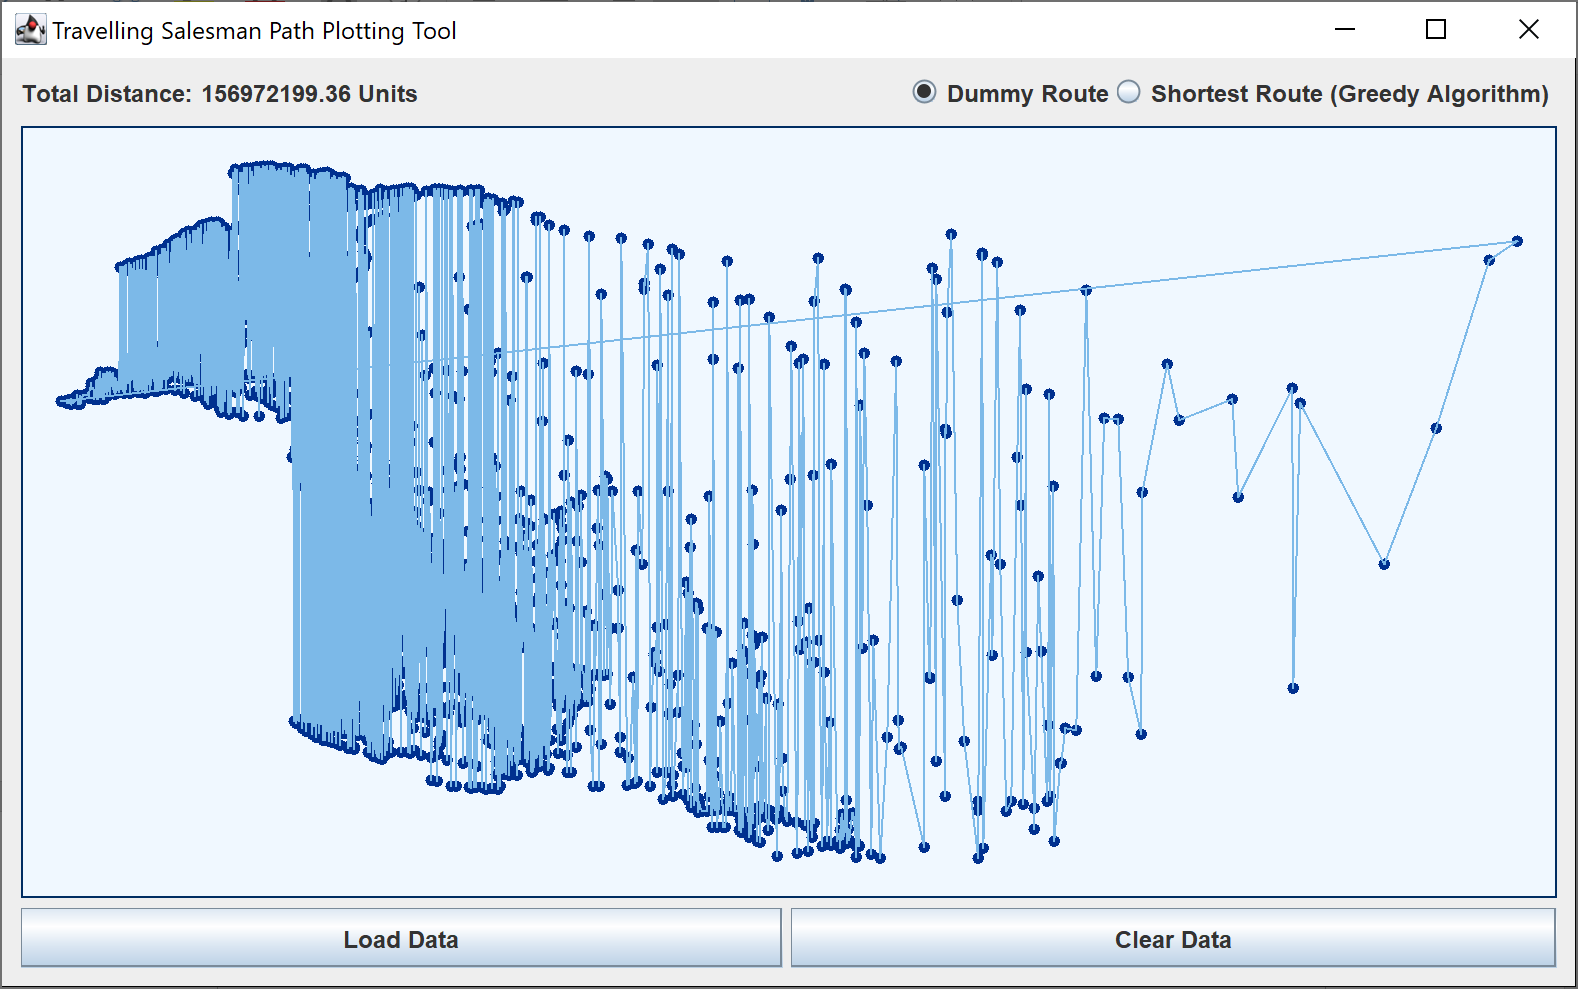 Travelling Salesman Path Plotting Tool
Total Distance: 156972199.36 Units
Dummy Route
Shortest Route (Greedy Algorithm)
Load Data
Clear Data